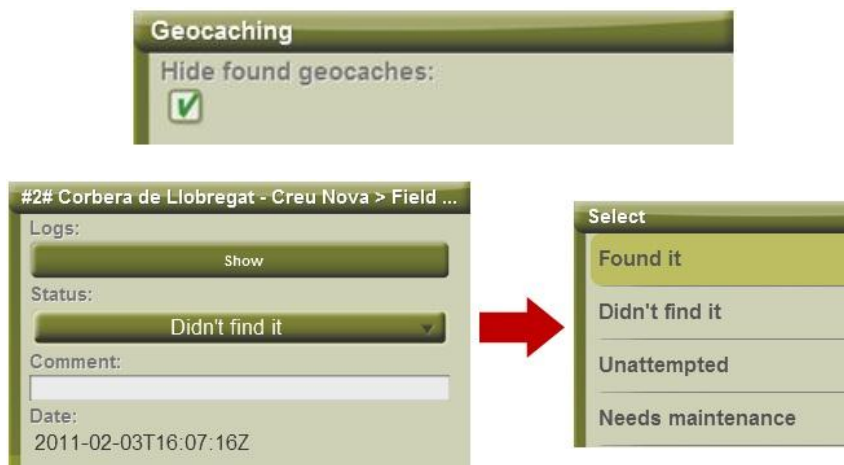 Geocaching
Hide found geocaches:
#2# Corbera de Llobregat - Creu Nova > Field ...
Logs:
Show
Status:
Didn't find it
Comment:
Date:
2011-02-03T16:07:16Z
Select
Found it
Didn't find it
Unattempted
Needs maintenance